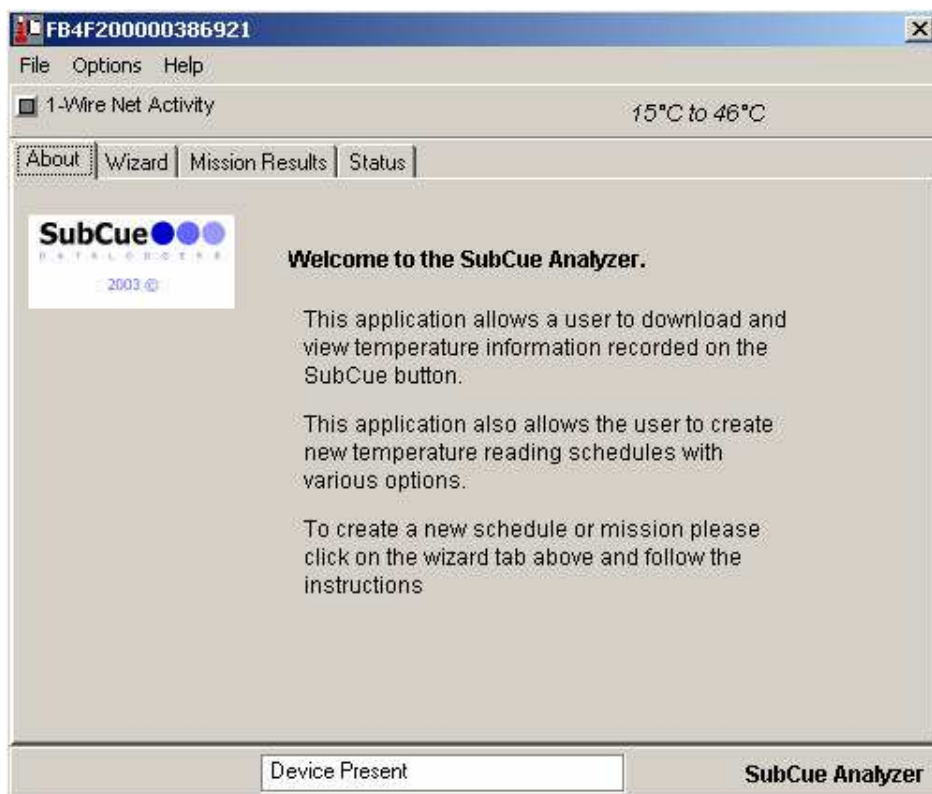 FB4F200000386921
File Options Help
1-Wire Net Activity 15°C to 46°C
About Wizard Mission Results Status
SubCue
DATALOGGER
2003 ©
Welcome to the SubCue Analyzer.
This application allows a user to download and
view temperature information recorded on the
SubCue button.
This application also allows the user to create
new temperature reading schedules with
various options.
To create a new schedule or mission please
click on the wizard tab above and follow the
instructions
Device Present
SubCue Analyzer